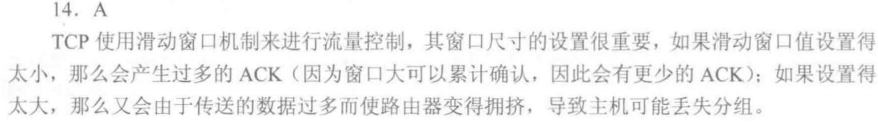 14．A
TCP 使用滑动窗口机制来进行流量控制，其窗口尺寸的设置很重要，如果滑动窗口值设置得
太小，那么会产生过多的 ACK（因为窗口大可以累计确认，因此会有更少的 ACK）；如果设置得
太大，那么又会由于传送的数据过多而使路由器变得拥挤，导致主机可能丢失分组。